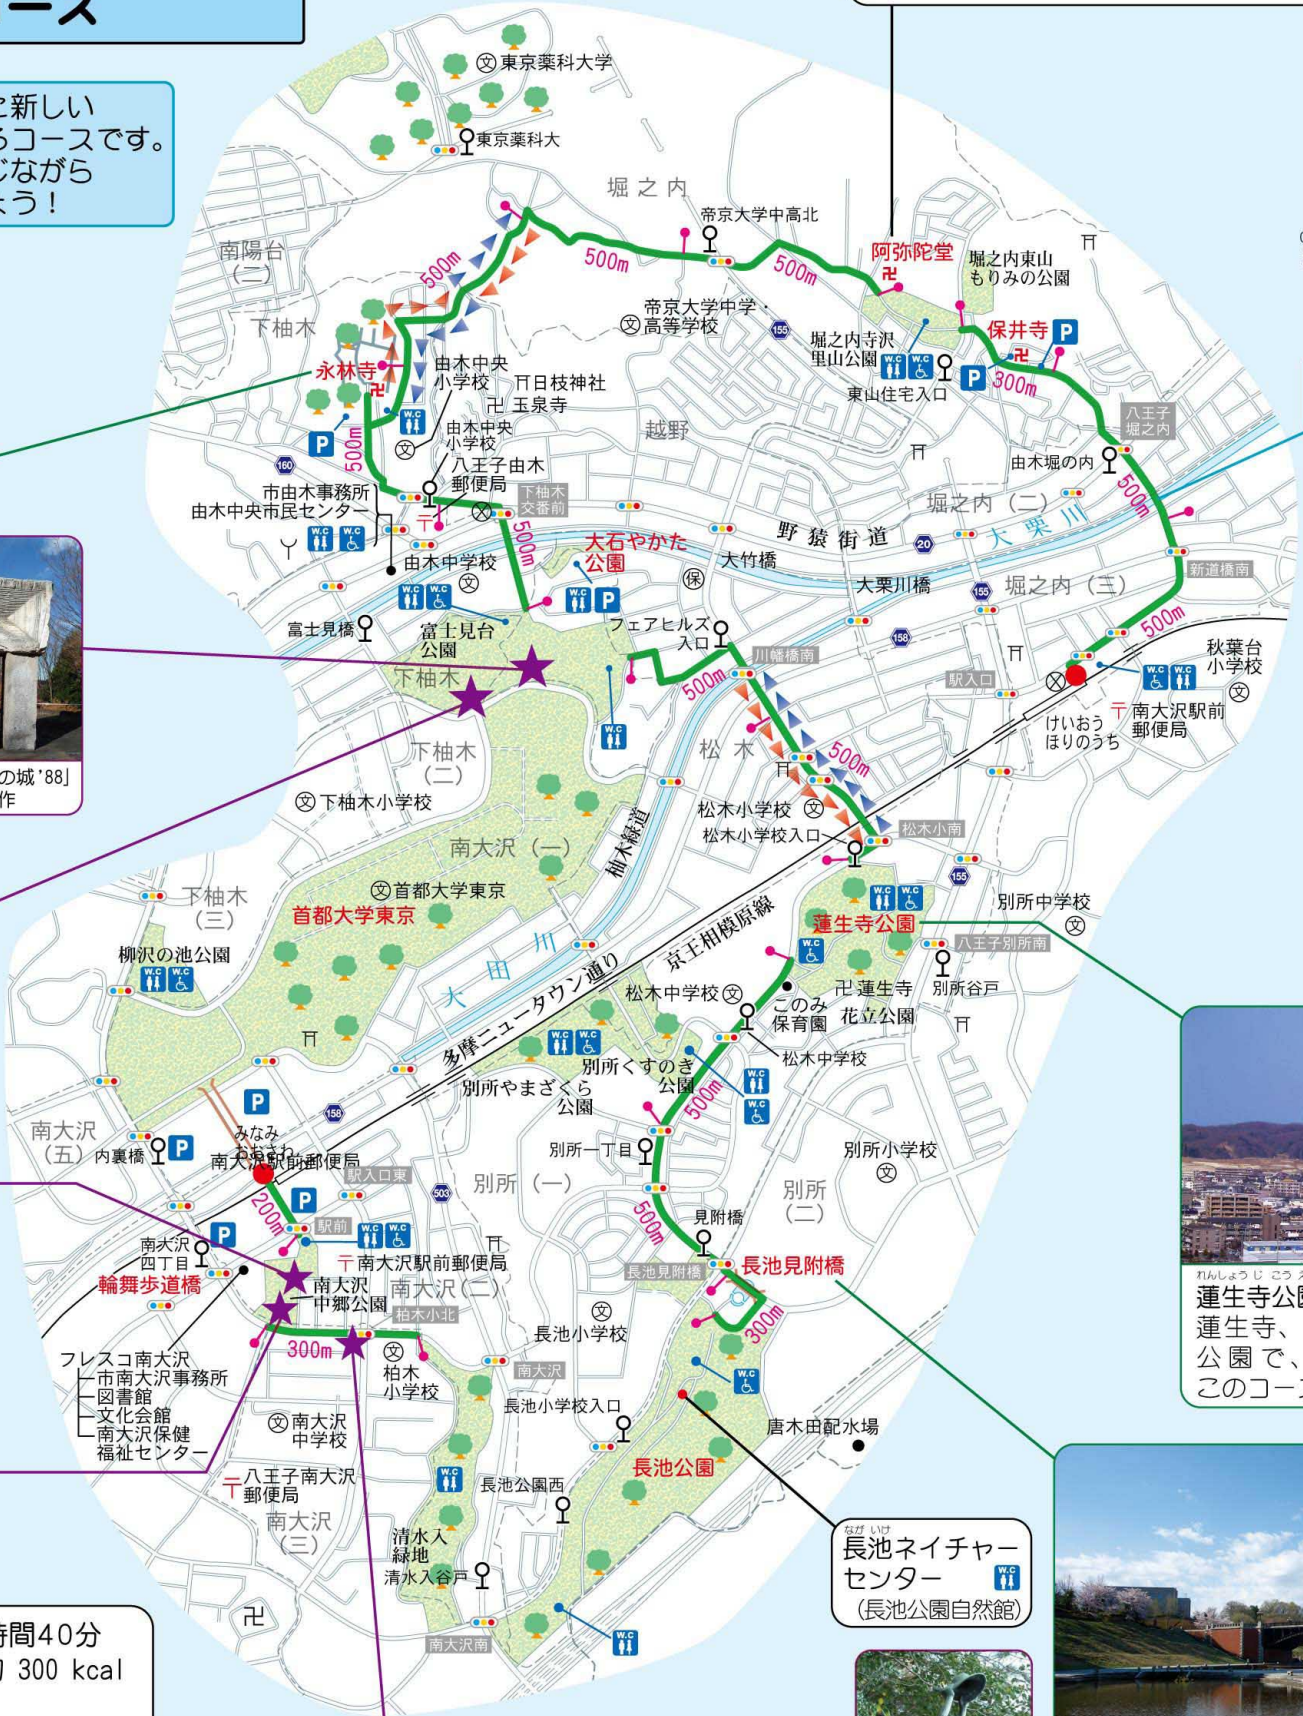 ース
と新しい
るコースです。
じながら
よう！
東京薬科大学
東京薬科大
堀之内
帝京大学中高北
500m
500m
500m
阿弥陀堂
堀之内東山
もりみの公園
南陽台
（二）
下柚木
帝京大学中学・
高等学校
155
堀之内寺沢
里山公園
W.C
W.C
東山住宅入口
保井寺
P
P
300m
永林寺
由木中央
小学校
日枝神社
玉泉寺
W.C
P
500m
由木中央
小学校
越野
八王子
堀之内
由木堀の内
160
八王子由木
郵便局
市由木事務所
由木中央市民センター
W.C
W.C
下柚木
交番前
500m
野猿街道
20
堀之内（二）
大栗川
500m
由木中学校
大石やかた
公園
W.C
P
大竹橋
保
大栗川橋
155
堀之内（三）
新道橋南
W.C
W.C
富士見橋
富士見台
公園
フェアヒルズ
入口
158
500m
川幡橋南
下柚木
500m
駅入口
秋葉台
小学校
W.C
W.C
南大沢駅前
郵便局
けいおう
ほりのうち
W.C
松木
500m
の城’88」
作
下柚木
（二）
下柚木小学校
松木小学校
松木小学校入口
松木小南
柚木緑道
南大沢（一）
155
首都大学東京
首都大学東京
下柚木
（三）
柳沢の池公園
W.C
W.C
京王相模原線
W.C
W.C
蓮生寺公園
別所中学校
八王子別所南
W.C
大田川
松木中学校
このみ
保育園
蓮生寺
花立公園
別所谷戸
多摩ニュータウン通り
W.C
W.C
別所くすのき
公園
松木中学校
別所やまざくら
公園
W.C
W.C
500m
P
158
南大沢
（五）
内裏橋
P
みなみ
おおさわ
南大沢駅前郵便局
駅入口東
503
別所（一）
別所一丁目
別所小学校
別所
（二）
200m
P
駅前
W.C
W.C
500m
見附橋
P
南大沢
四丁目
南大沢駅前郵便局
輪舞歩道橋
南大沢
中郷公園
南大沢（二）
柏木小北
長池見附橋
長池見附橋
300m
300m
長池小学校
フレスコ南大沢
市南大沢事務所
図書館
文化会館
南大沢保健
福祉センター
柏木
小学校
南大沢
W.C
南大沢
中学校
長池小学校入口
唐木田配水場
八王子南大沢
郵便局
W.C
長池公園
長池公園西
南大沢
（三）
清水入
緑地
清水入谷戸
なが いけ
長池ネイチャー
センター
W.C
（長池公園自然館）
南大沢南
W.C
れんしょうじ こうえ
蓮生寺公園
蓮生寺、
公園で、
このコース
時間40分
300 kcal